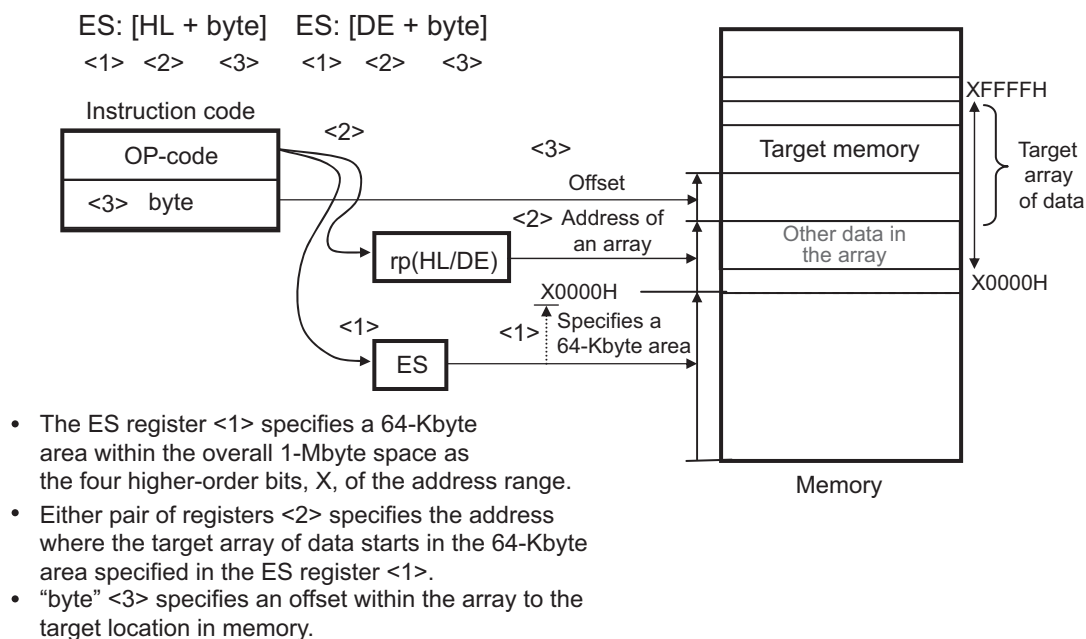 ES: [HL + byte] ES: [DE + byte]
<1> <2> <3> <1> <2> <3>
Instruction code
OP-code
<3> byte
<2>
<3>
Offset
<2> Address of
an array
rp(HL/DE)
X0000H
<1>
<1>
Specifies a
64-Kbyte
area
ES
XFFFFH
Target memory
Target
array
of data
Other data in
the array
X0000H
Memory
• The ES register <1> specifies a 64-Kbyte
area within the overall 1-Mbyte space as
the four higher-order bits, X, of the address range.
• Either pair of registers <2> specifies the address
where the target array of data starts in the 64-Kbyte
area specified in the ES register <1>.
• “byte” <3> specifies an offset within the array to the
target location in memory.